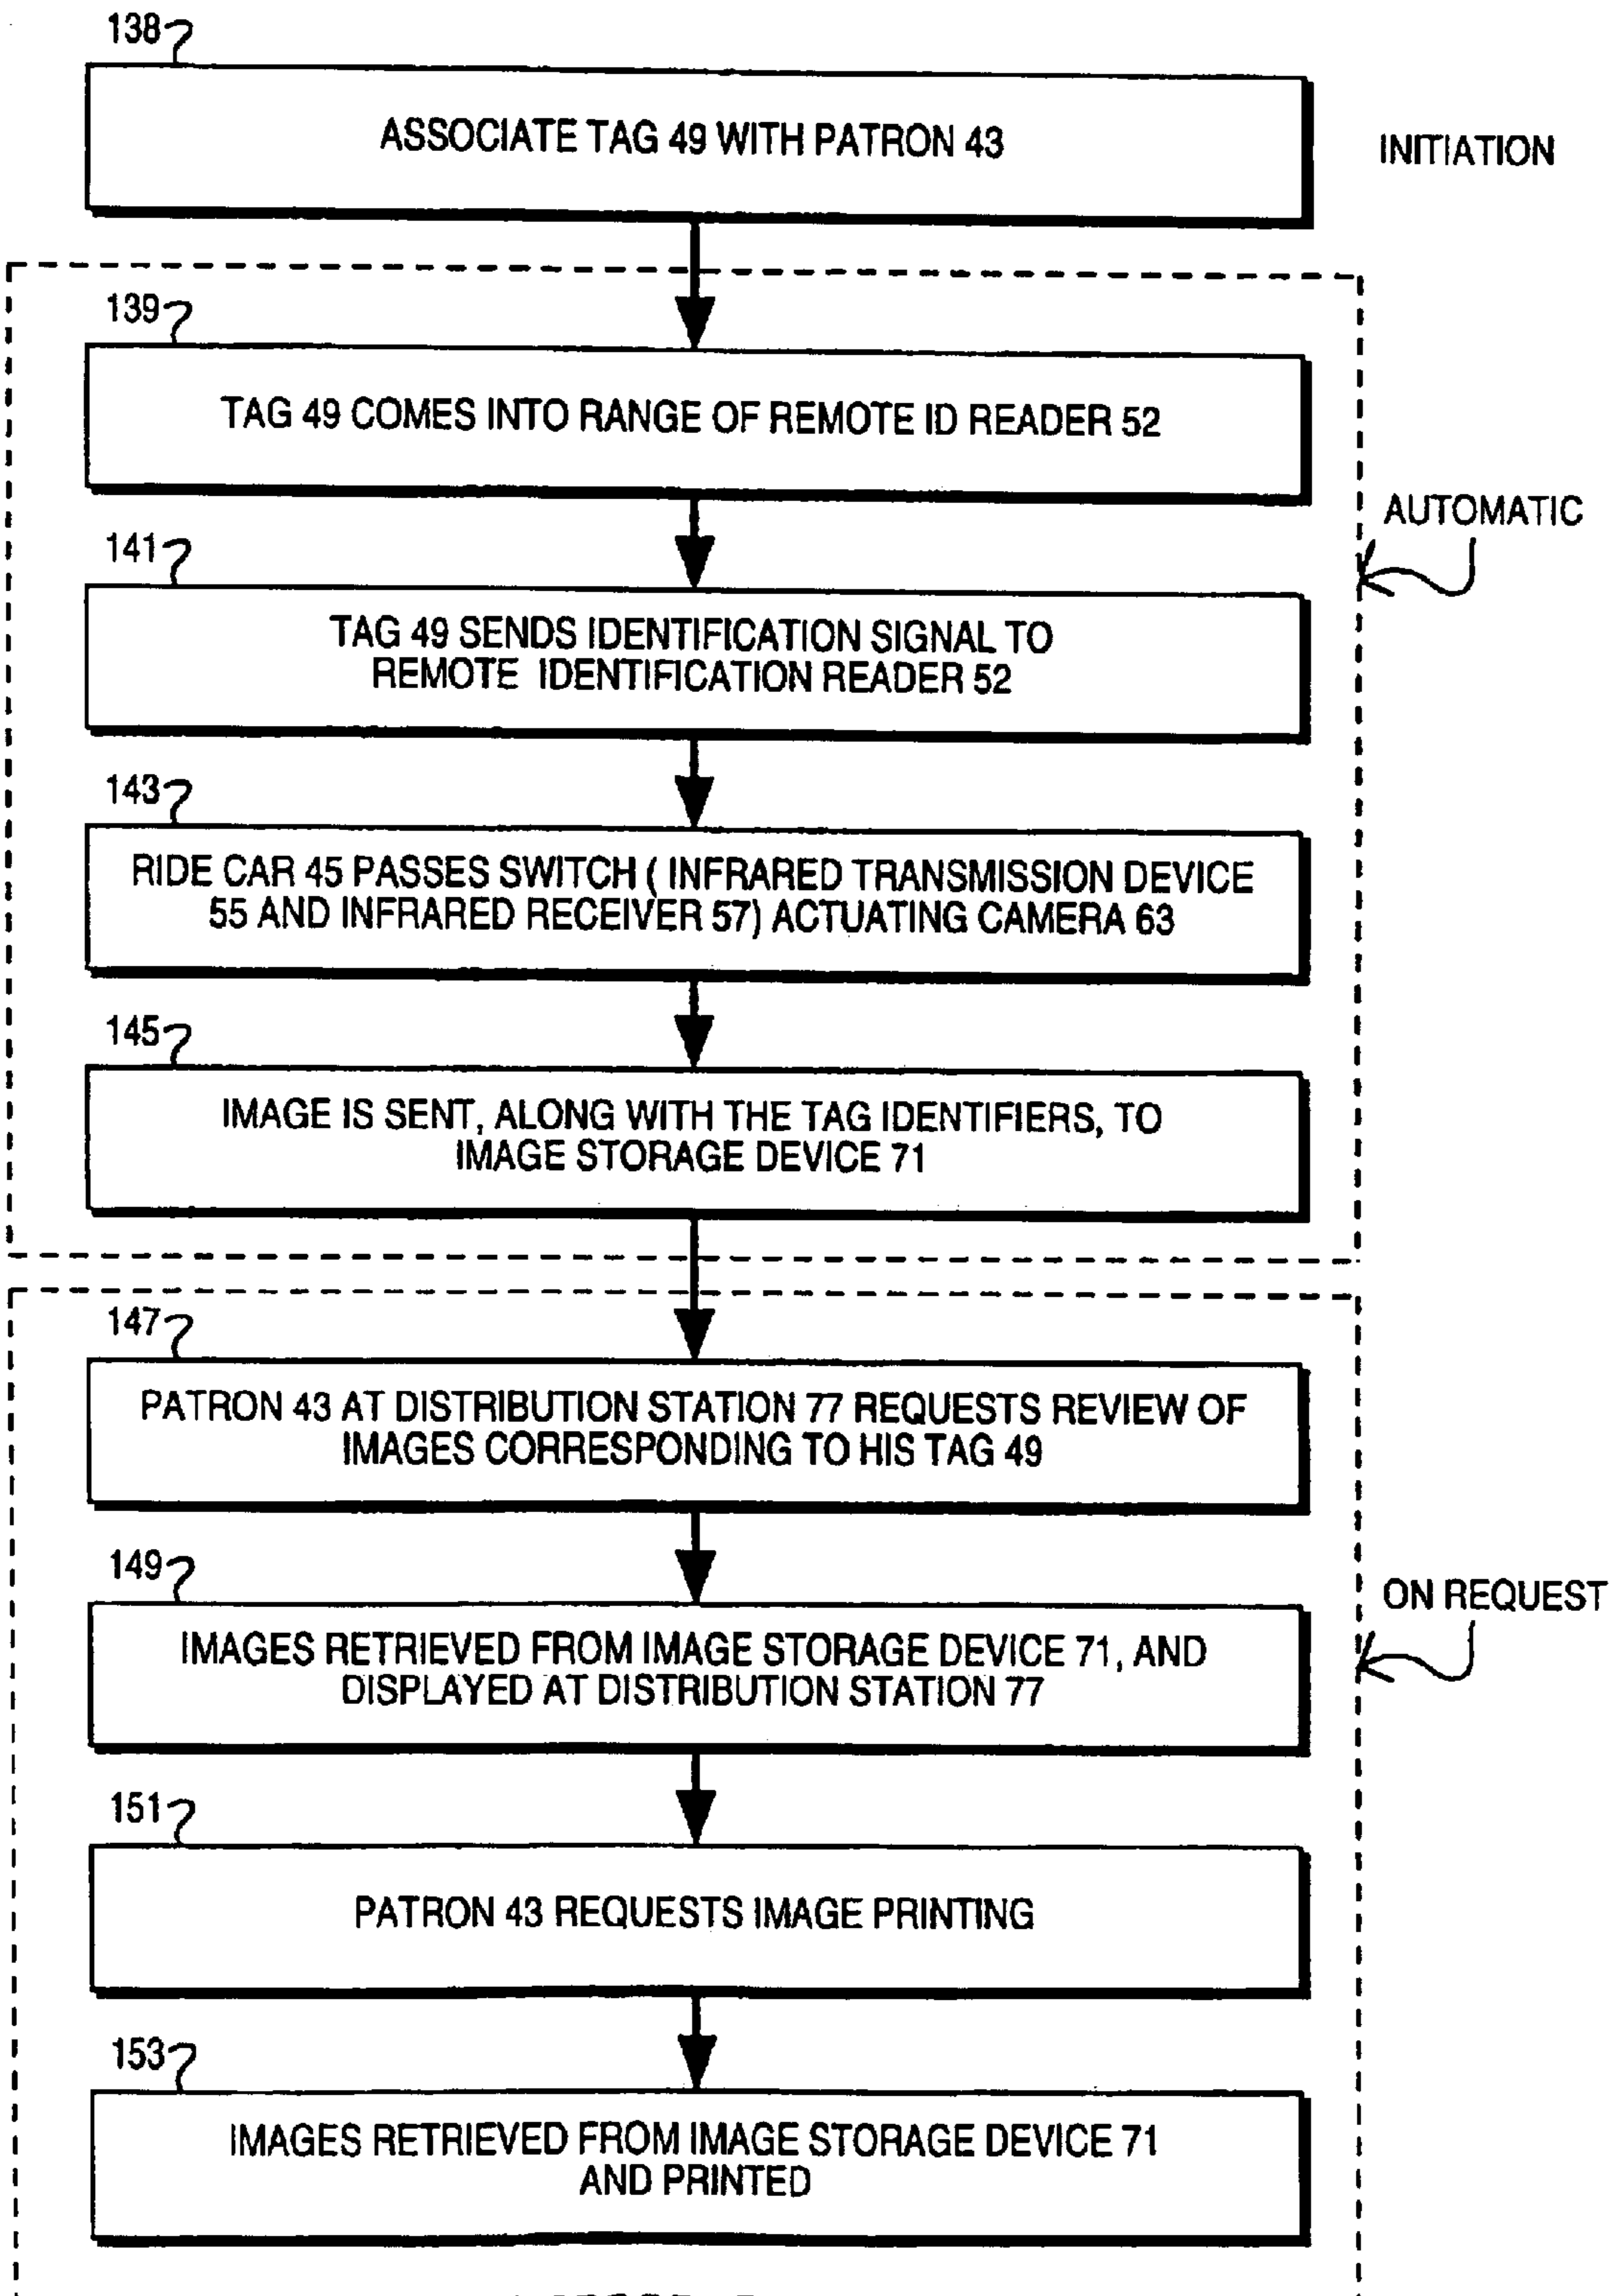 138
ASSOCIATE TAG 49 WITH PATRON 43
INITIATION
139
TAG 49 COMES INTO RANGE OF REMOTE ID READER 52
AUTOMATIC
141
TAG 49 SENDS IDENTIFICATION SIGNAL TO
REMOTE IDENTIFICATION READER 52
143
RIDE CAR 45 PASSES SWITCH ( INFRARED TRANSMISSION DEVICE
55 AND INFRARED RECEIVER 57) ACTUATING CAMERA 63
145
IMAGE IS SENT, ALONG WITH THE TAG IDENTIFIERS, TO
IMAGE STORAGE DEVICE 71
147
PATRON 43 AT DISTRIBUTION STATION 77 REQUESTS REVIEW OF
IMAGES CORRESPONDING TO HIS TAG 49
149
ON REQUEST
IMAGES RETRIEVED FROM IMAGE STORAGE DEVICE 71, AND
DISPLAYED AT DISTRIBUTION STATION 77
151
PATRON 43 REQUESTS IMAGE PRINTING
153
IMAGES RETRIEVED FROM IMAGE STORAGE DEVICE 71
AND PRINTED